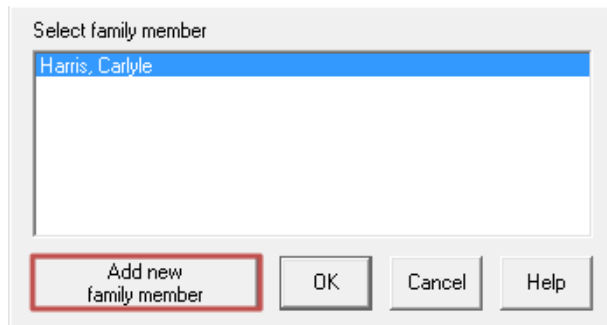 Select family member
Harris, Carlyle
Add new
family member
OK
Cancel
Help